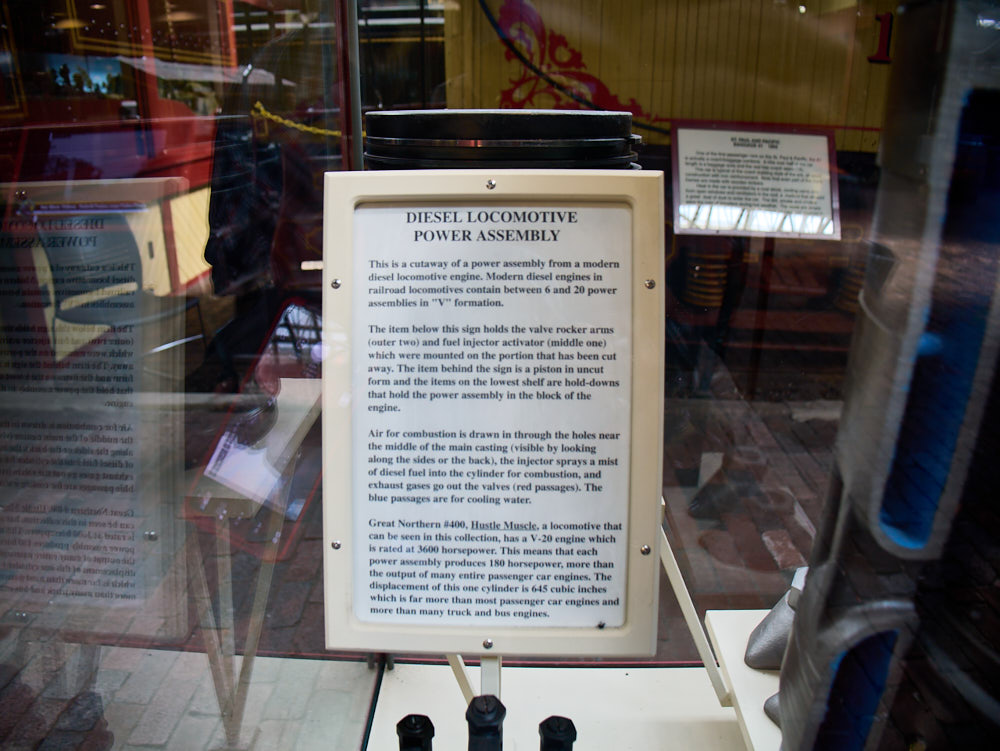 DIESEL LOCOMOTIVE
POWER ASSEMBLY
This is a cutaway of a power assembly from a modern
diesel locomotive engine. Modern diesel engines in
railroad locomotives contain between 6 and 20 power
assemblies in "V" formation.
The item below this sign holds the valve rocker arms
(outer two) and fuel injector activator (middle one)
which were mounted on the portion that has been cut
away. The item behind the sign is a piston in uncut
form and the items on the lowest shelf are hold-downs
that hold the power assembly in the block of the
engine.
Air for combustion is drawn in through the holes near
the middle of the main casting (visible by looking
along the sides or the back), the injector sprays a mist
of diesel fuel into the cylinder for combustion, and
exhaust gases go out the valves (red passages). The
blue passages are for cooling water.
Great Northern #400, Hustle Muscle, a locomotive that
can be seen in this collection, has a V-20 engine which
is rated at 3600 horsepower. This means that each
power assembly produces 180 horsepower, more than
the output of many entire passenger car engines. The
displacement of this one cylinder is 645 cubic inches
which is far more than most passenger car engines and
more than many truck and bus engines.
1
ST. PAUL AND PACIFIC